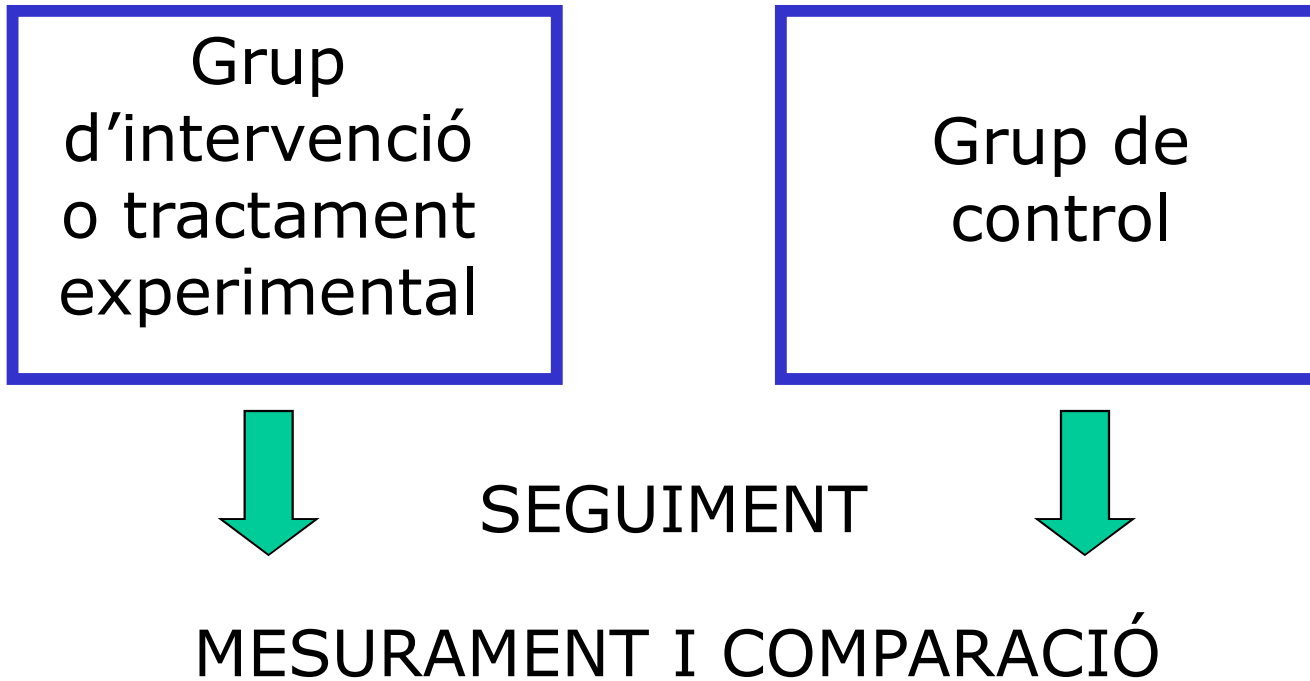 Grup
d’intervenció
o tractament
experimental
Grup de
control
SEGUIMENT
MESURAMENT I COMPARACIÓ